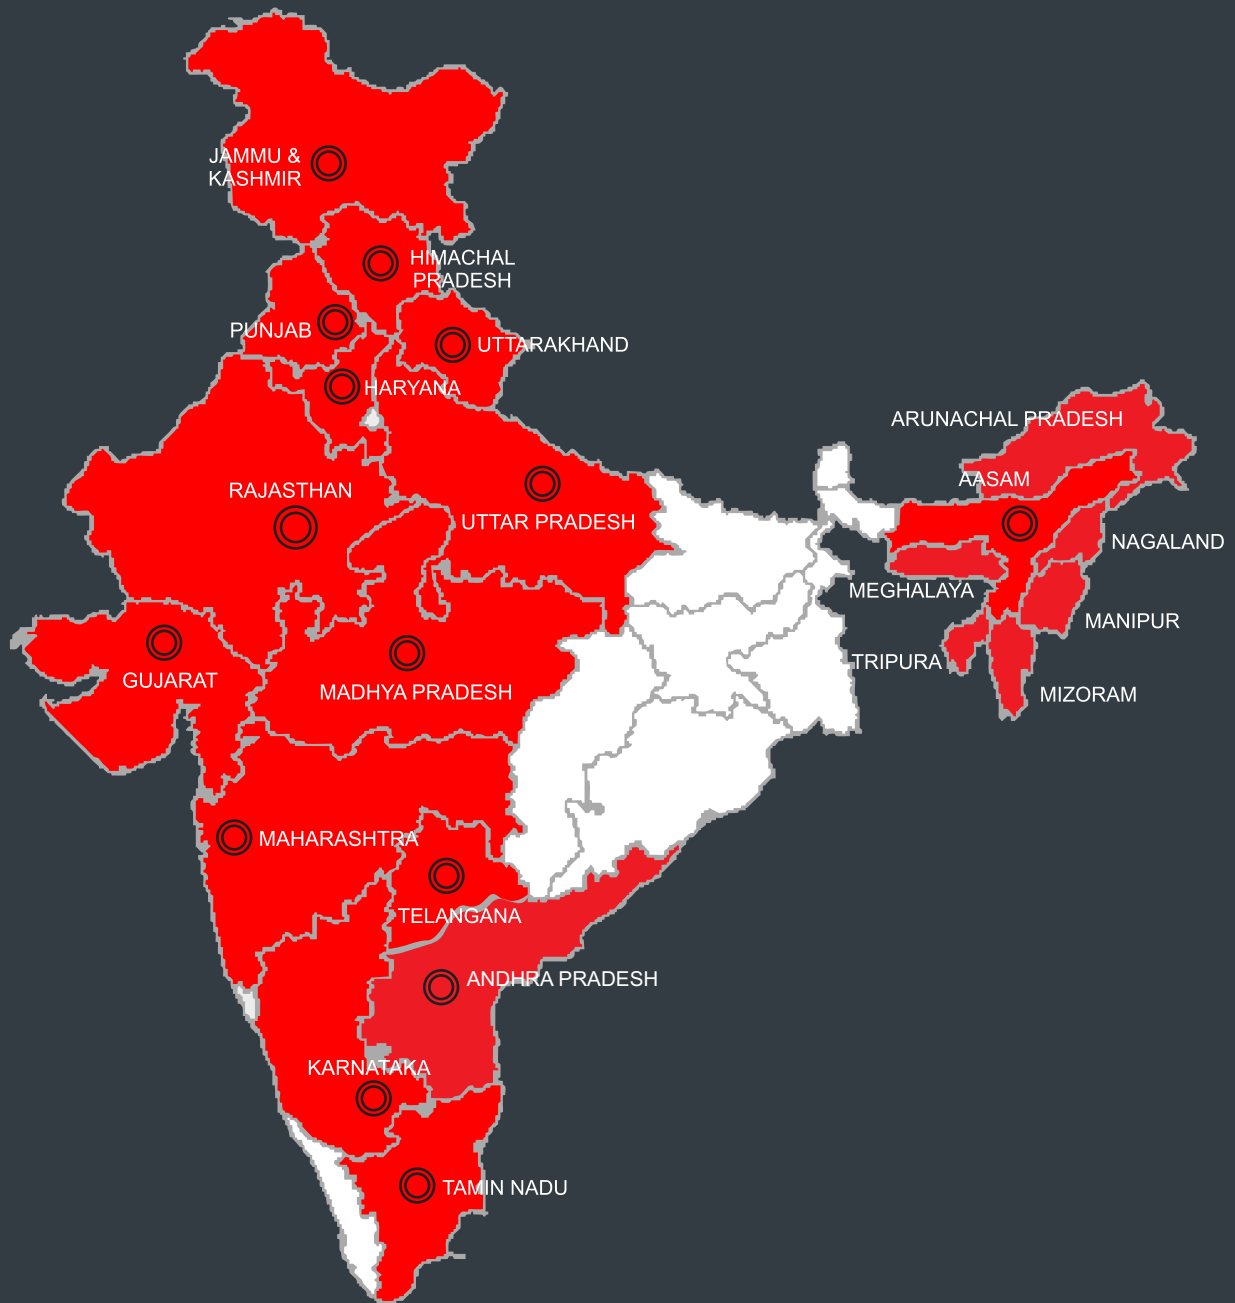 JAMMU &
KASHMIR
HIMACHAL
PRADESH
PUNJAB
UTTARAKHAND
HARYANA
ARUNACHAL PRADESH
AASAM
RAJASTHAN
UTTAR PRADESH
NAGALAND
MEGHALAYA
MANIPUR
TRIPURA
GUJARAT
MADHYA PRADESH
MIZORAM
MAHARASHTRA
TELANGANA
ANDHRA PRADESH
KARNATAKA
TAMIN NADU